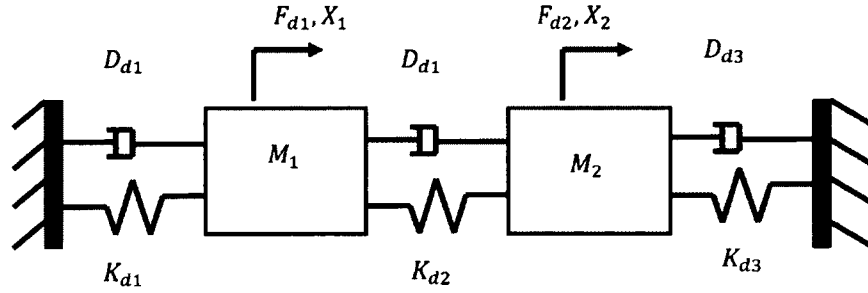 F_{d1}, X_1
F_{d2}, X_2
D_{d1}
D_{d1}
D_{d3}
M_1
M_2
K_{d1}
K_{d2}
K_{d3}